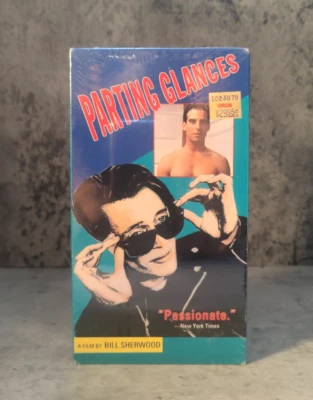 PARTING GLANCES
"Passionate."
—New York Times
A FILM BY BILL SHERWOOD